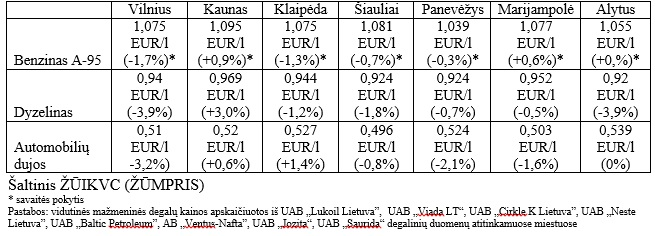 Vilnius Kaunas Klaipėda Šiauliai Panevėžys Marijampolė Alytus
1,075 1,095 1,075 1,081 1,039 1,077 1,055
EUR/l EUR/l EUR/l EUR/l EUR/l EUR/l EUR/l
Benzinas A-95 (-1,7%)* (+0,9%)* (-1,3%)* (-0,7%)* (-0,3%)* (+0,6%)* (+0,%)*
0,94 0,969 0,944 0,924 0,924 0,952 0,92
Dyzelinas EUR/l EUR/l EUR/l EUR/l EUR/l EUR/l EUR/l
(-3,9%) (+3,0%) (-1,2%) (-1,8%) (-0,7%) (-0,5%) (-3,9%)
0,51 0,52 0,527 0,496 0,524 0,503 0,539
Automobilių EUR/l EUR/l EUR/l EUR/l EUR/l EUR/l EUR/l
dujos -3,2%) (+0,6%) (+1,4%) (-0,8%) (-2,1%) (-1,6%) (0%)
Šaltinis ŽŪIKVC (ŽŪMPRIS)
* savaitės pokytis
Pastabos: vidutinės mažmeninės degalų kainos apskaičiuotos iš UAB „Lukoil Lietuva”, UAB „Viada LT“, UAB „Cirkle K Lietuva”, UAB „Neste
Lietuva”, UAB „Baltic Petroleum”, AB „Ventus-Nafta”, UAB „Jozita”, UAB „Saurida” degalinių duomenų atitinkamuose miestuose